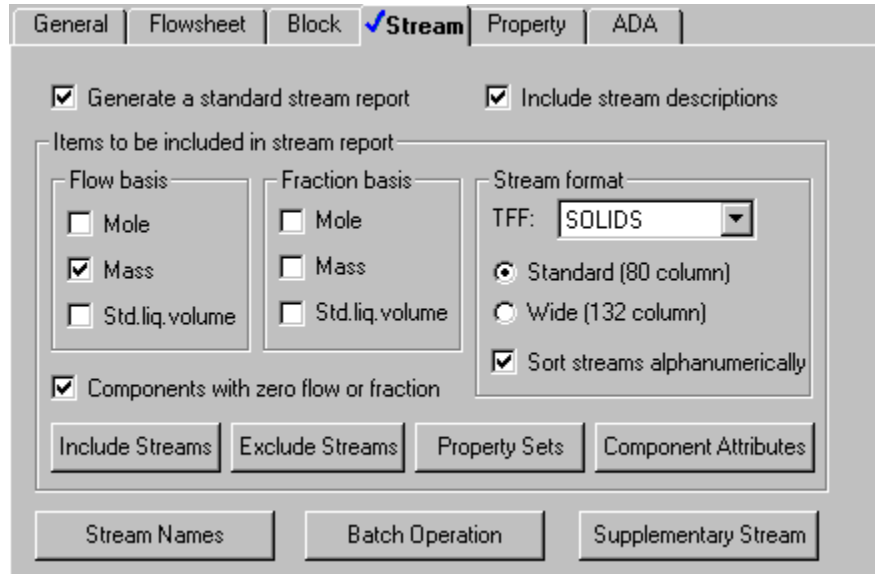 General Flowsheet Block Stream Property ADA
Generate a standard stream report Include stream descriptions
Items to be included in stream report
Flow basis Fraction basis Stream format
Mole Mole TFF: SOLIDS
Mass Mass Standard (80 column)
Std.liq.volume Std.liq.volume Wide (132 column)
Sort streams alphanumerically
Components with zero flow or fraction
Include Streams Exclude Streams Property Sets Component Attributes
Stream Names Batch Operation Supplementary Stream